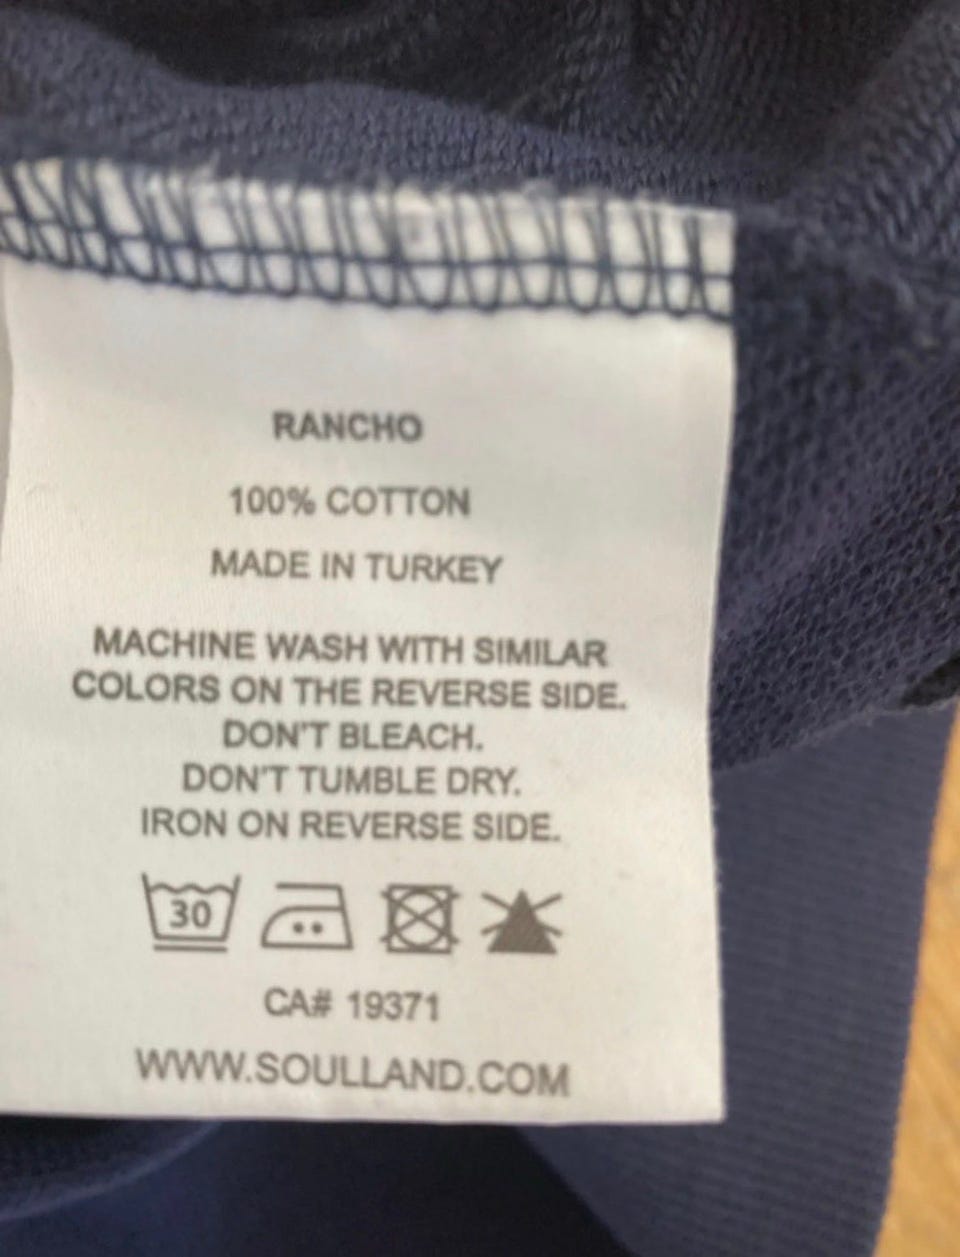 RANCHO
100% COTTON
MADE IN TURKEY
MACHINE WASH WITH SIMILAR
COLORS ON THE REVERSE SIDE.
DON'T BLEACH.
DON'T TUMBLE DRY.
IRON ON REVERSE SIDE.
30
CA# 19371
WWW.SOULLAND.COM